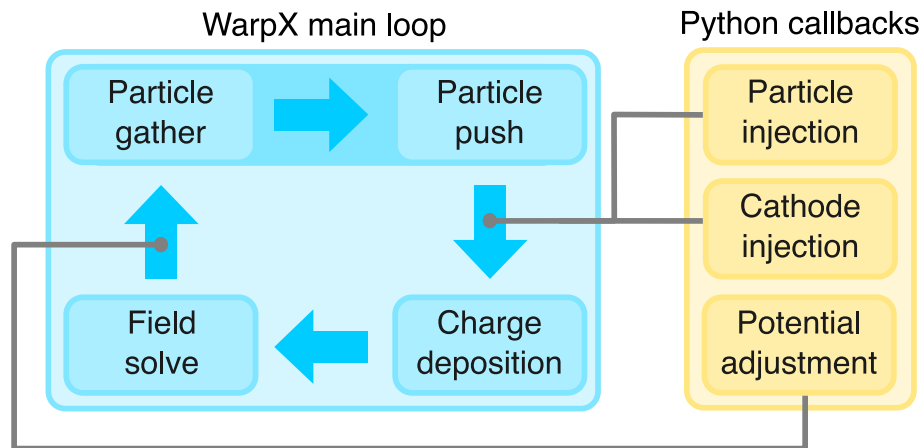 WarpX main loop
Particle
gather
Particle
push
Field
solve
Charge
deposition
Python callbacks
Particle
injection
Cathode
injection
Potential
adjustment